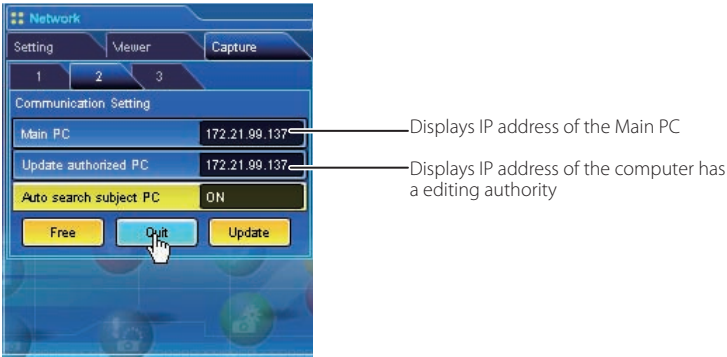 Network
Setting Viewer Capture
1 2 3
Communication Setting
Main PC 172.21.99.137
Displays IP address of the Main PC
Update authorized PC 172.21.99.137
Displays IP address of the computer has
a editing authority
Auto search subject PC ON
Free Quit Update